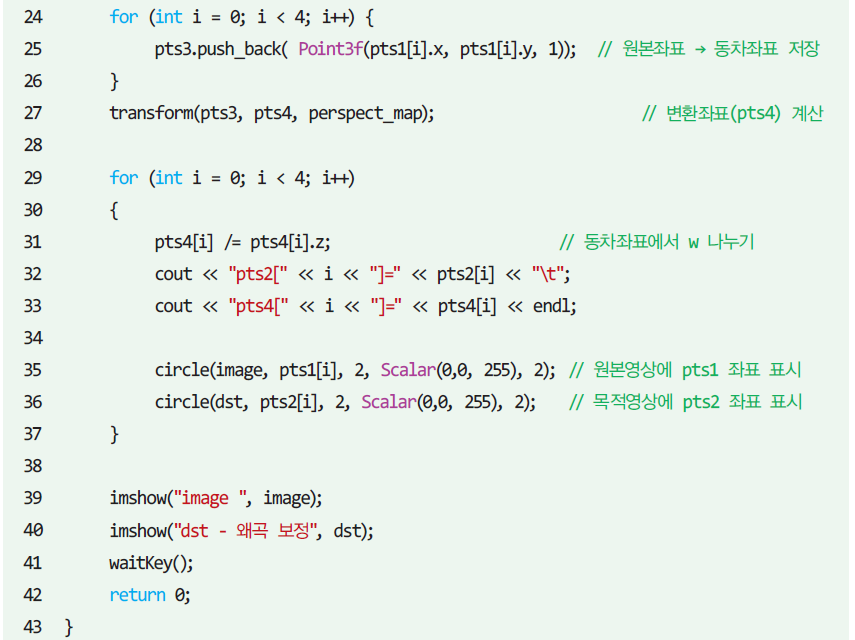 24 for (int i = 0; i < 4; i++) {
25 pts3.push_back( Point3f(pts1[i].x, pts1[i].y, 1)); // 원본좌표 → 동차좌표 저장
26 }
27 transform(pts3, pts4, perspect_map); // 변환좌표(pts4) 계산
28
29 for (int i = 0; i < 4; i++)
30 {
31 pts4[i] /= pts4[i].z; // 동차좌표에서 w 나누기
32 cout << "pts2[" << i << "]=" << pts2[i] << "\t";
33 cout << "pts4[" << i << "]=" << pts4[i] << endl;
34
35 circle(image, pts1[i], 2, Scalar(0,0, 255), 2); // 원본영상에 pts1 좌표 표시
36 circle(dst, pts2[i], 2, Scalar(0,0, 255), 2); // 목적영상에 pts2 좌표 표시
37 }
38
39 imshow("image ", image);
40 imshow("dst - 왜곡 보정", dst);
41 waitKey();
42 return 0;
43 }